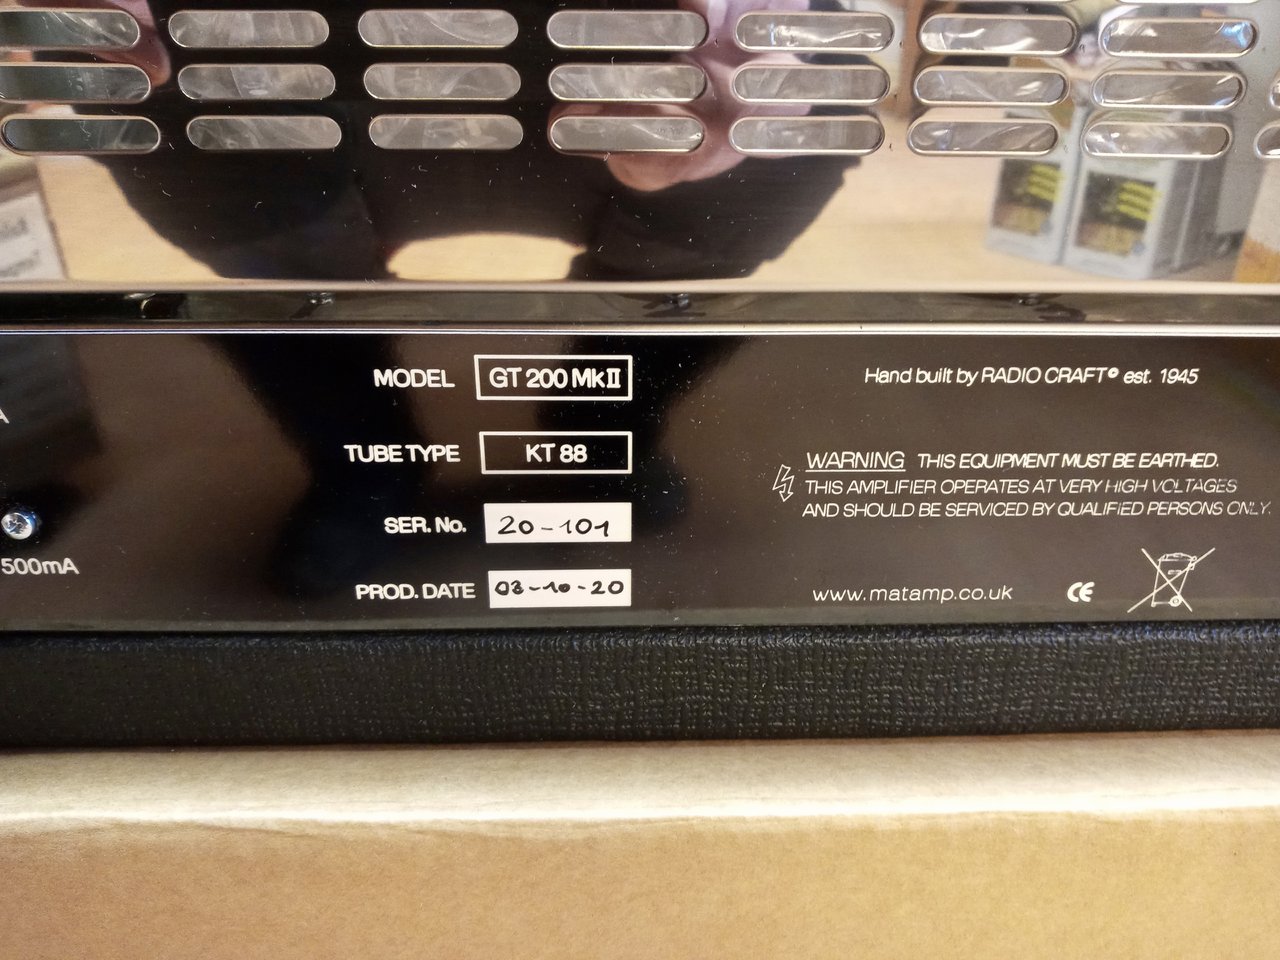 MODEL GT 200 MkII
TUBE TYPE KT 88
SER. No. 20-101
PROD. DATE 03-10-20
500mA
Hand built by RADIO CRAFT© est. 1945
WARNING THIS EQUIPMENT MUST BE EARTHED.
THIS AMPLIFIER OPERATES AT VERY HIGH VOLTAGES
AND SHOULD BE SERVICED BY QUALIFIED PERSONS ONLY.
www.matamp.co.uk CE